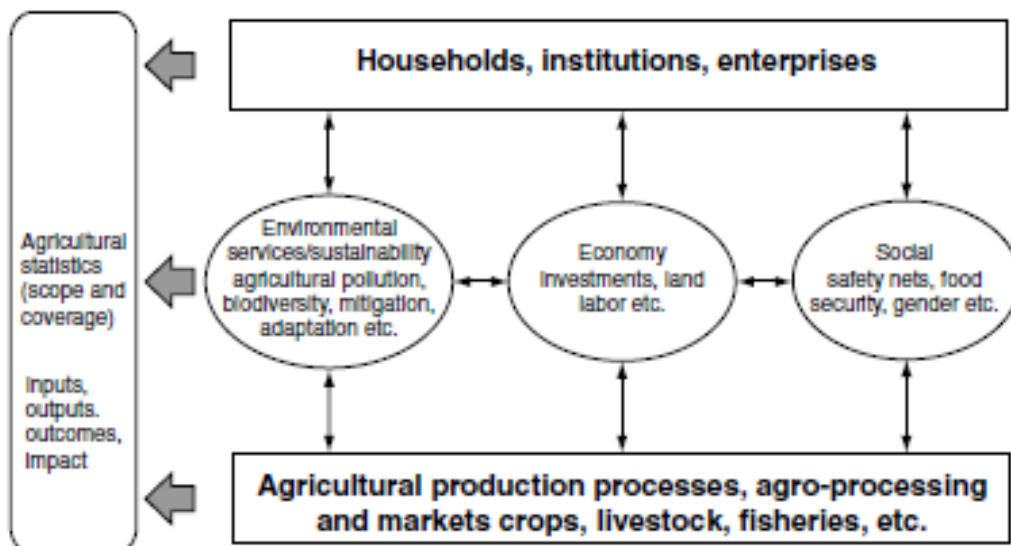 Households, institutions, enterprises
Agricultural
statistics
(scope and
coverage)
Inputs,
outputs.
outcomes,
impact
Environmental
services/sustainability
agricultural pollution,
biodiversity, mitigation,
adaptation etc.
Economy
investments, land
labor etc.
Social
safety nets, food
security, gender etc.
Agricultural production processes, agro-processing
and markets crops, livestock, fisheries, etc.